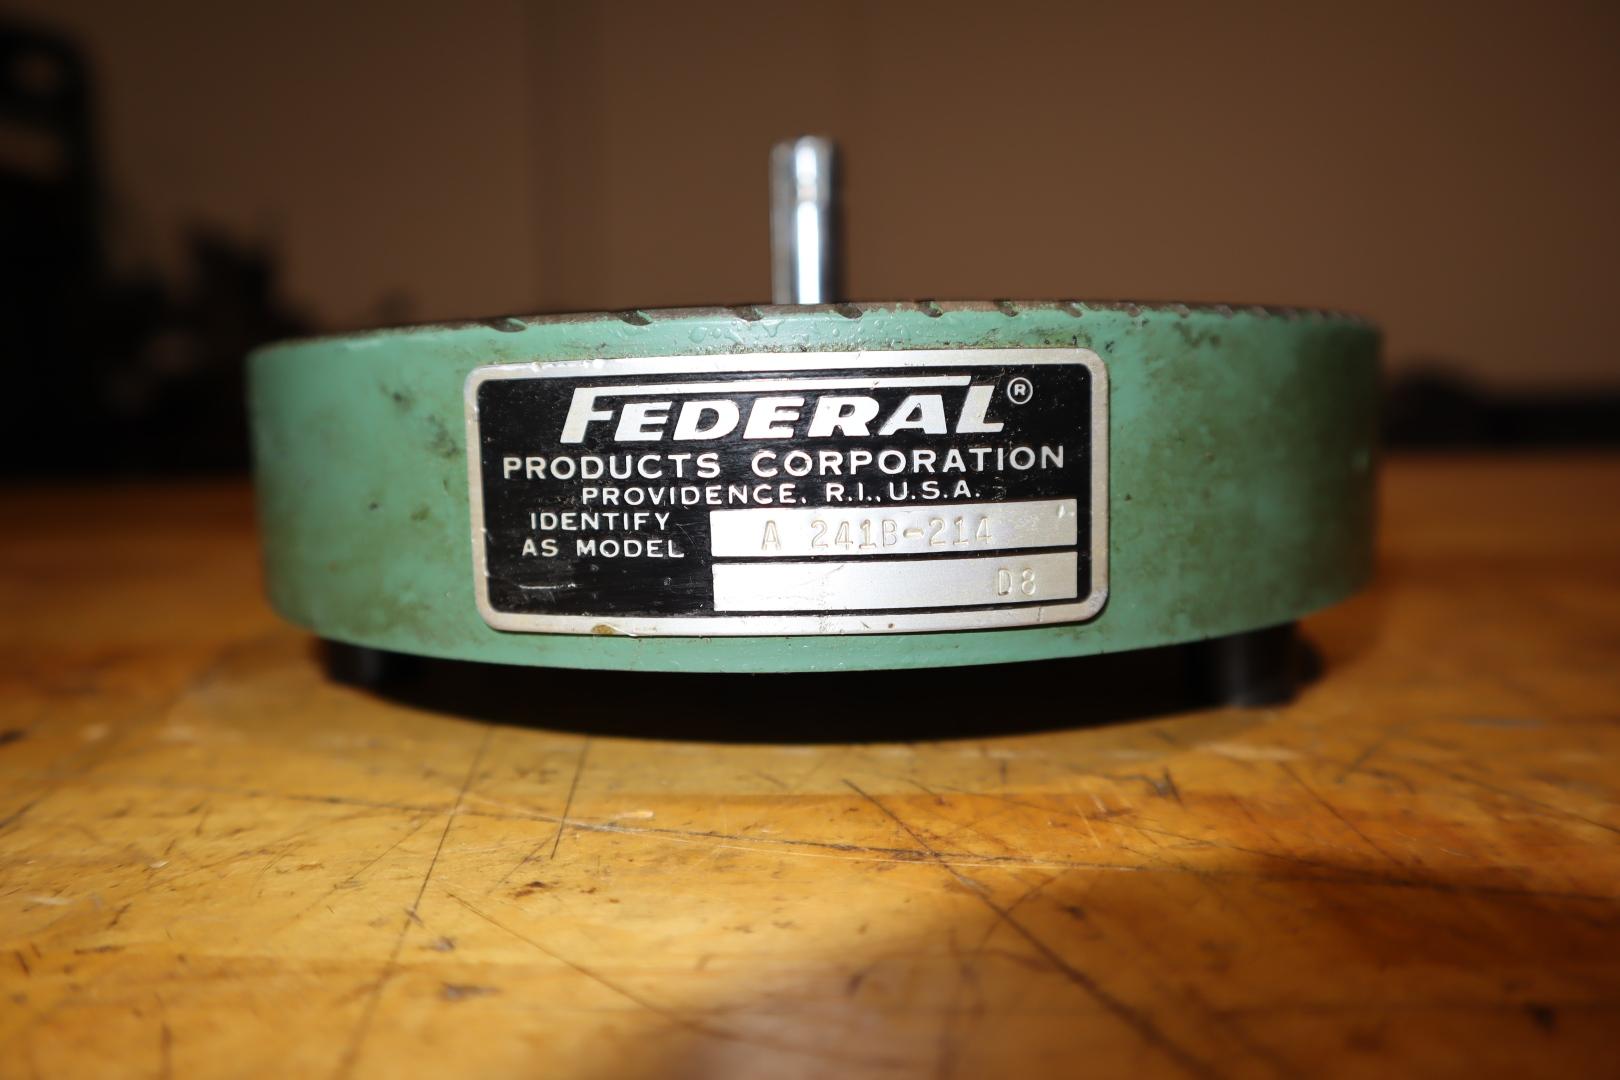 FEDERAL®
PRODUCTS CORPORATION
PROVIDENCE, R.I., U.S.A.
IDENTIFY
AS MODEL
A 241B-214
D8